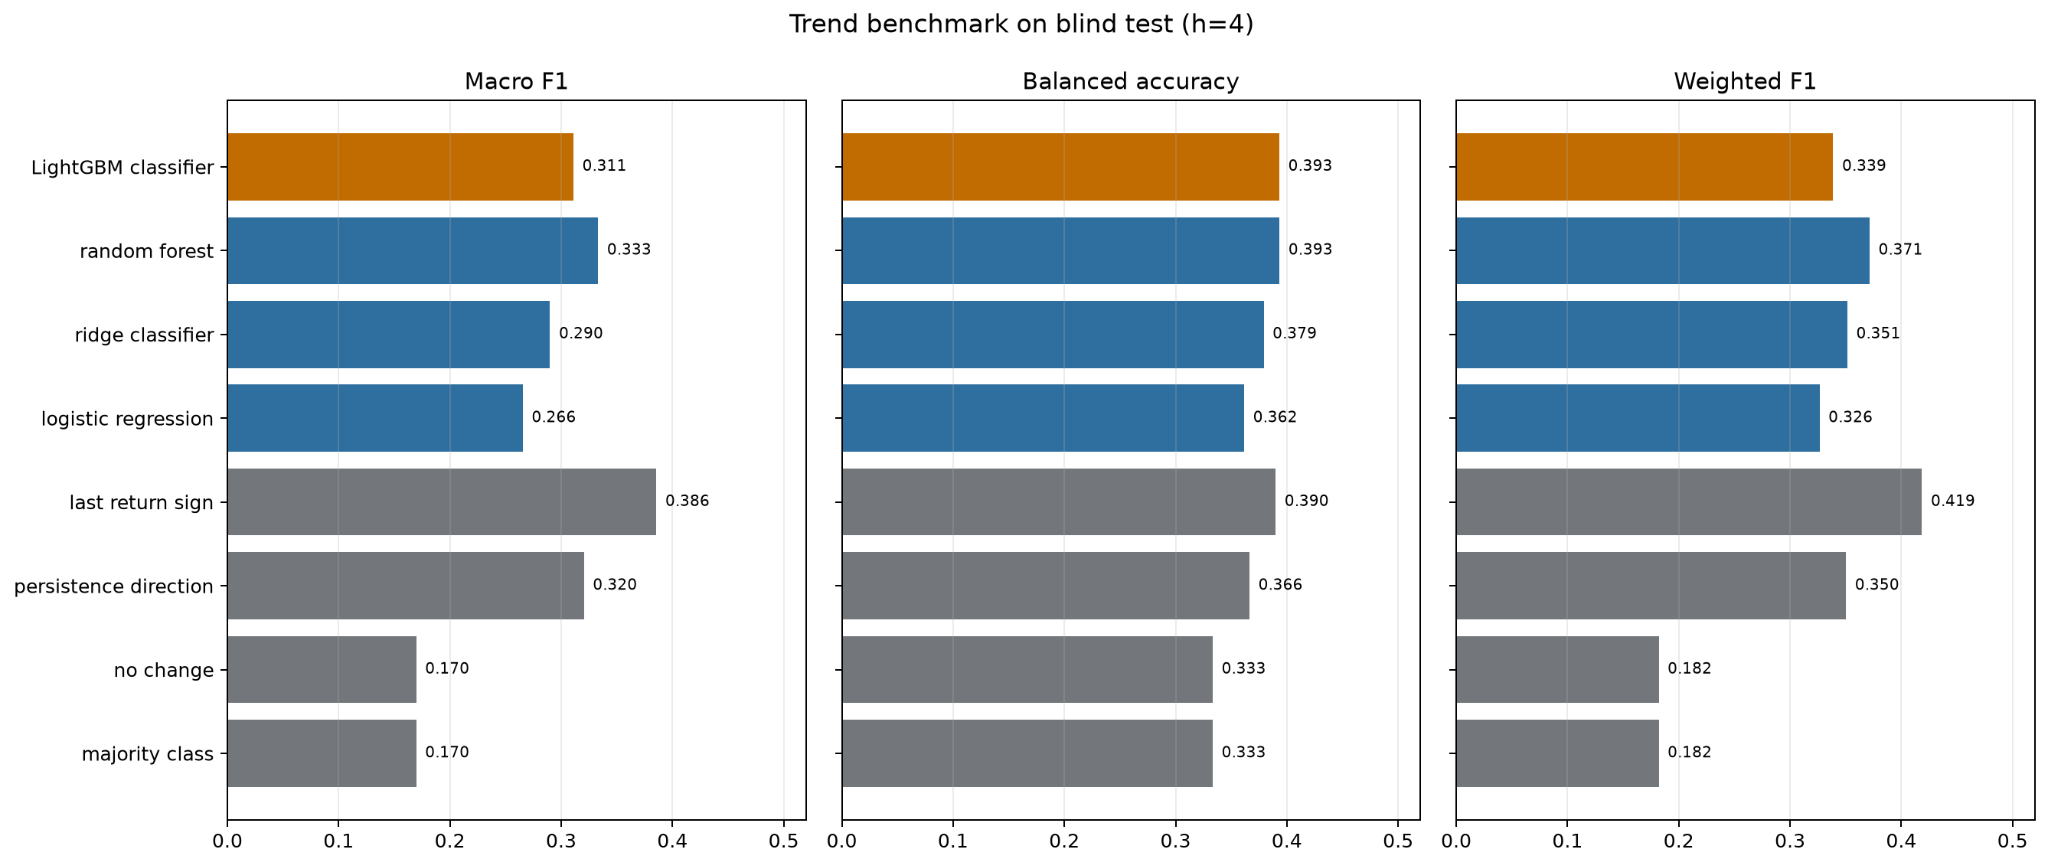 Trend benchmark on blind test (h=4)
Macro F1
Balanced accuracy
Weighted F1
LightGBM classifier
0.311
0.393
0.339
random forest
0.333
0.393
0.371
ridge classifier
0.290
0.379
0.351
logistic regression
0.266
0.362
0.326
last return sign
0.386
0.390
0.419
persistence direction
0.320
0.366
0.350
no change
0.170
0.333
0.182
majority class
0.170
0.333
0.182
0.0 0.1 0.2 0.3 0.4 0.5
0.0 0.1 0.2 0.3 0.4 0.5
0.0 0.1 0.2 0.3 0.4 0.5